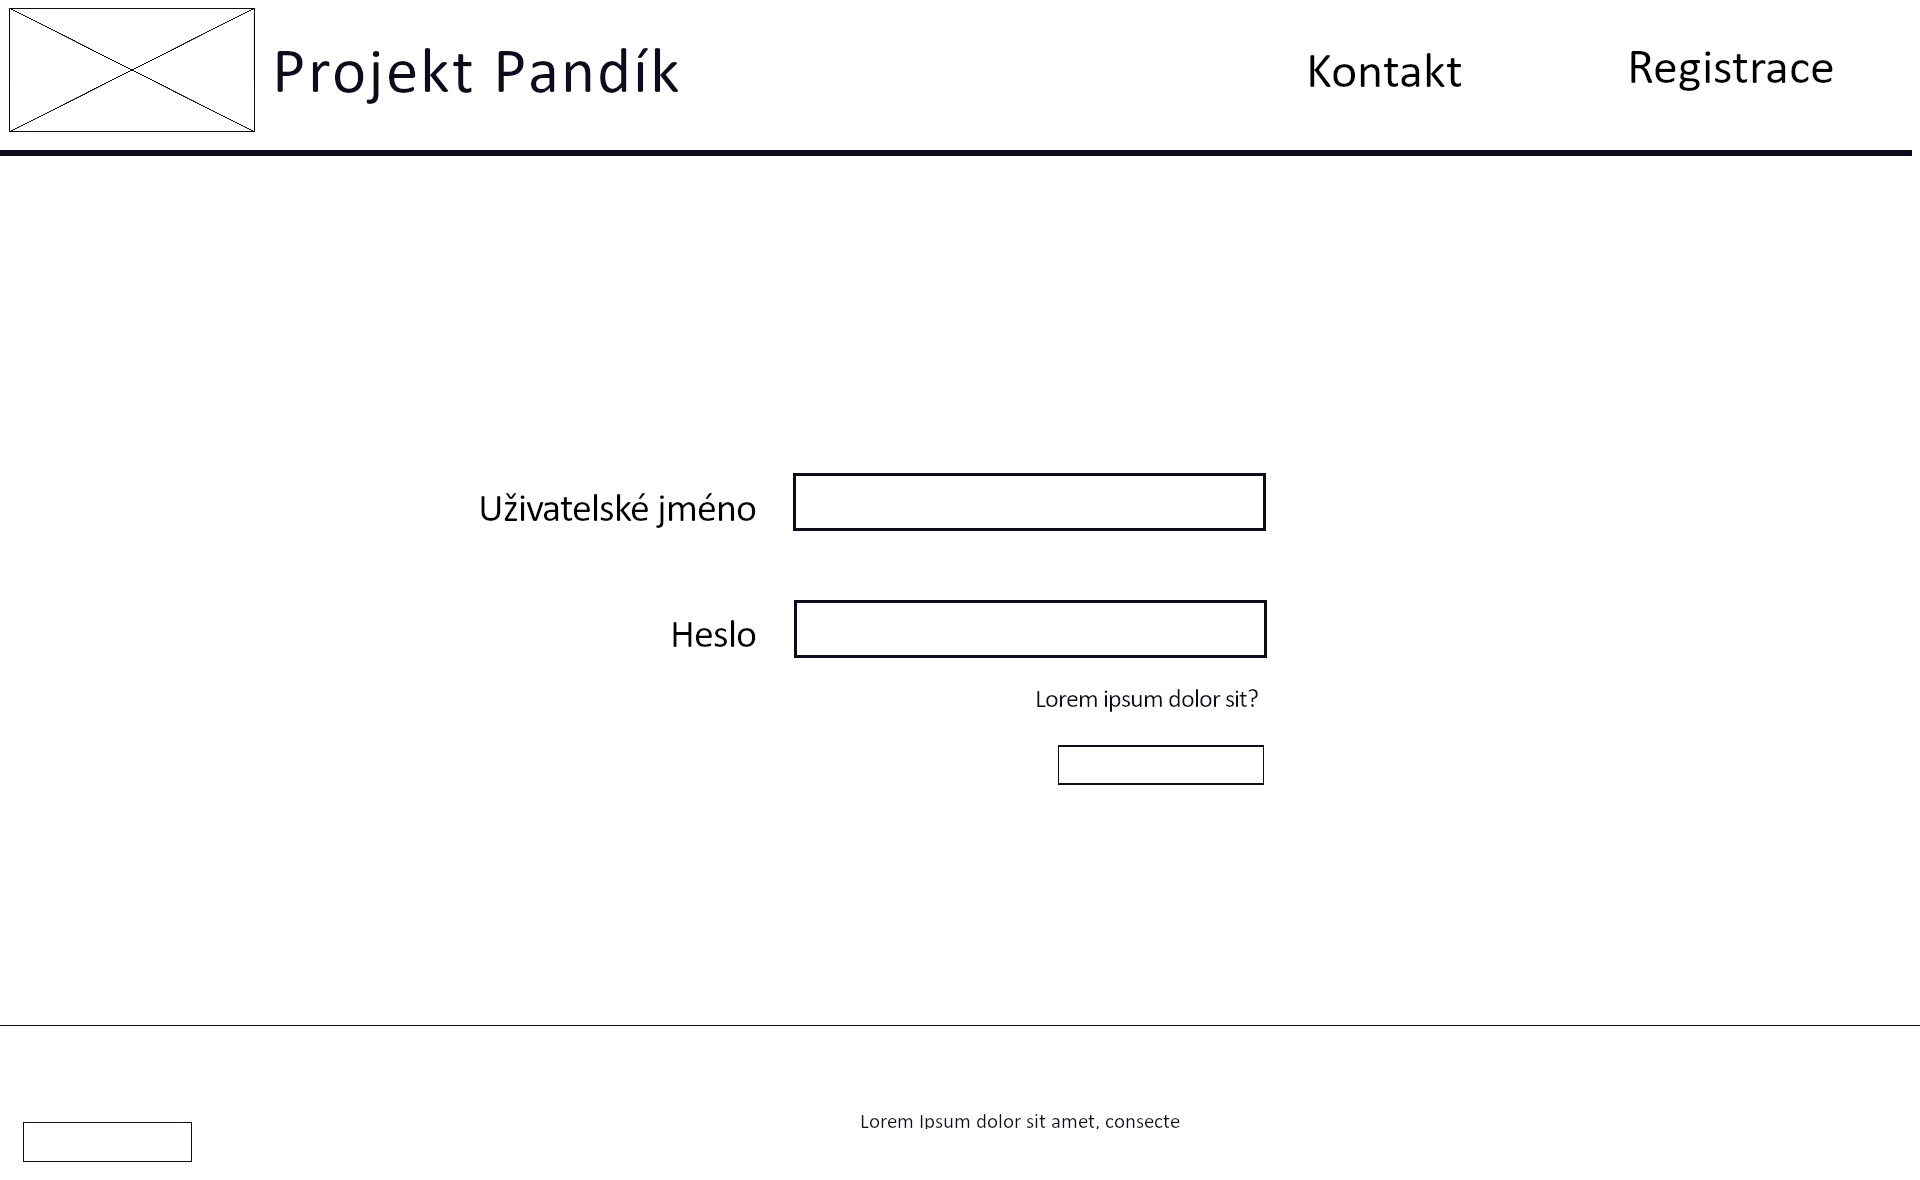 Projekt Pandík
Kontakt
Registrace
Uživatelské jméno
Heslo
Lorem ipsum dolor sit?
Lorem Ipsum dolor sit amet, consecte